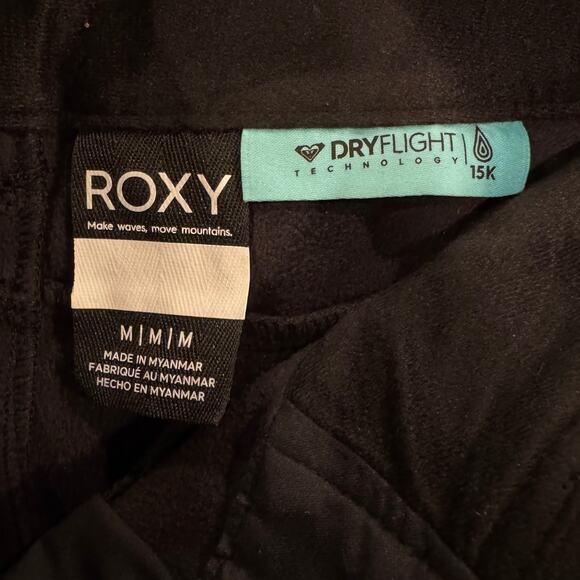 ROXY
Make waves, move mountains.
M|M|M
MADE IN MYANMAR
FABRIQUÉ AU MYANMAR
HECHO EN MYANMAR
DRYFLIGHT
TECHNOLOGY
15K